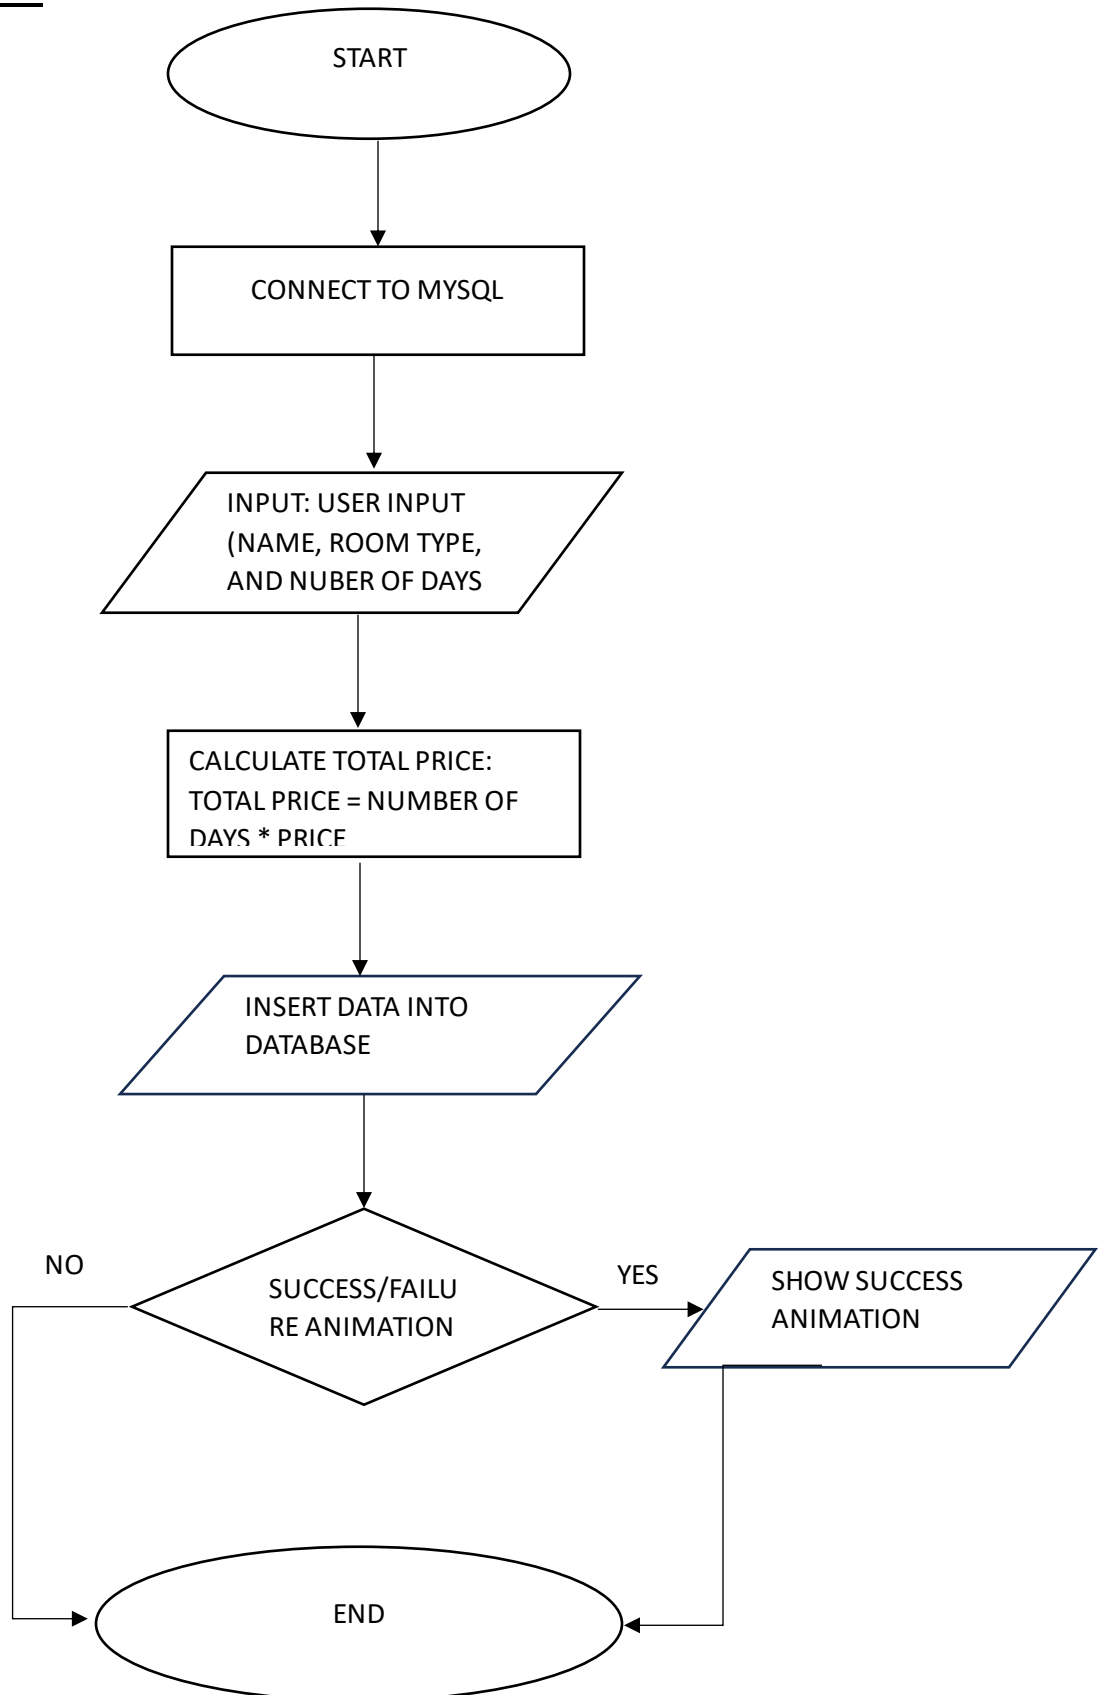 START
CONNECT TO MYSQL
INPUT: USER INPUT
(NAME, ROOM TYPE,
AND NUBER OF DAYS
CALCULATE TOTAL PRICE:
TOTAL PRICE = NUMBER OF
DAYS * PRICE
INSERT DATA INTO
DATABASE
NO
SUCCESS/FAILU
RE ANIMATION
YES
SHOW SUCCESS
ANIMATION
END